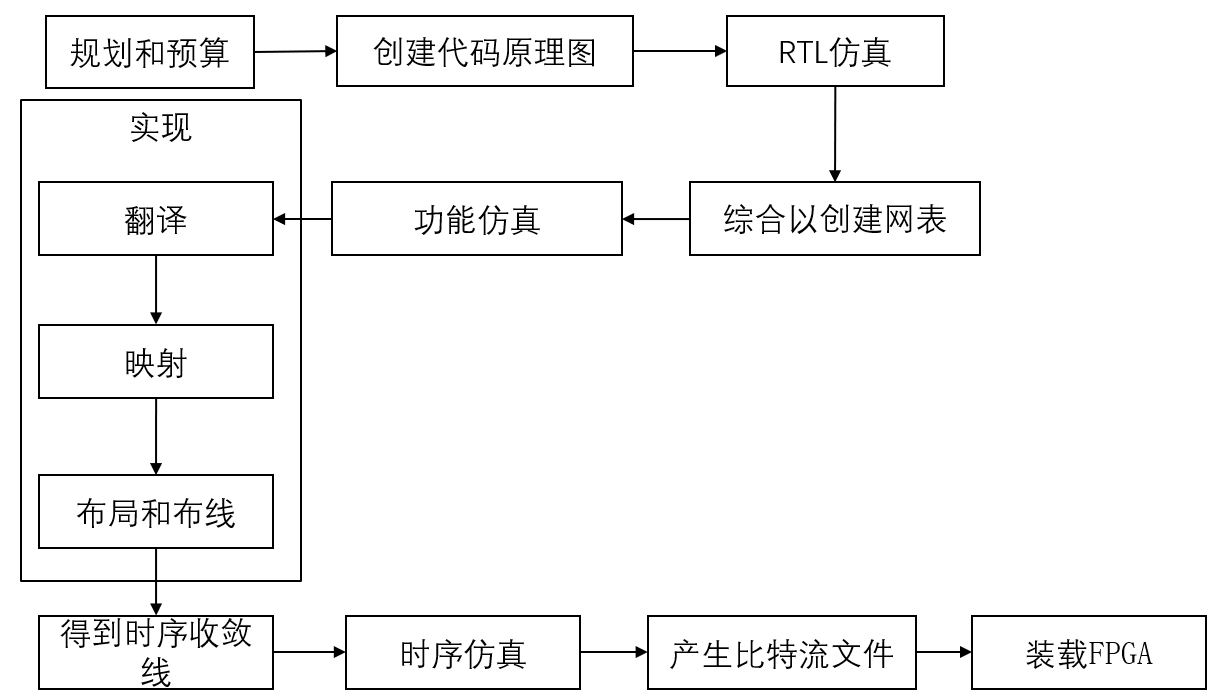 规划和预算
创建代码原理图
RTL仿真
实现
翻译
功能仿真
综合以创建网表
映射
布局和布线
得到时序收敛
线
时序仿真
产生比特流文件
装载FPGA